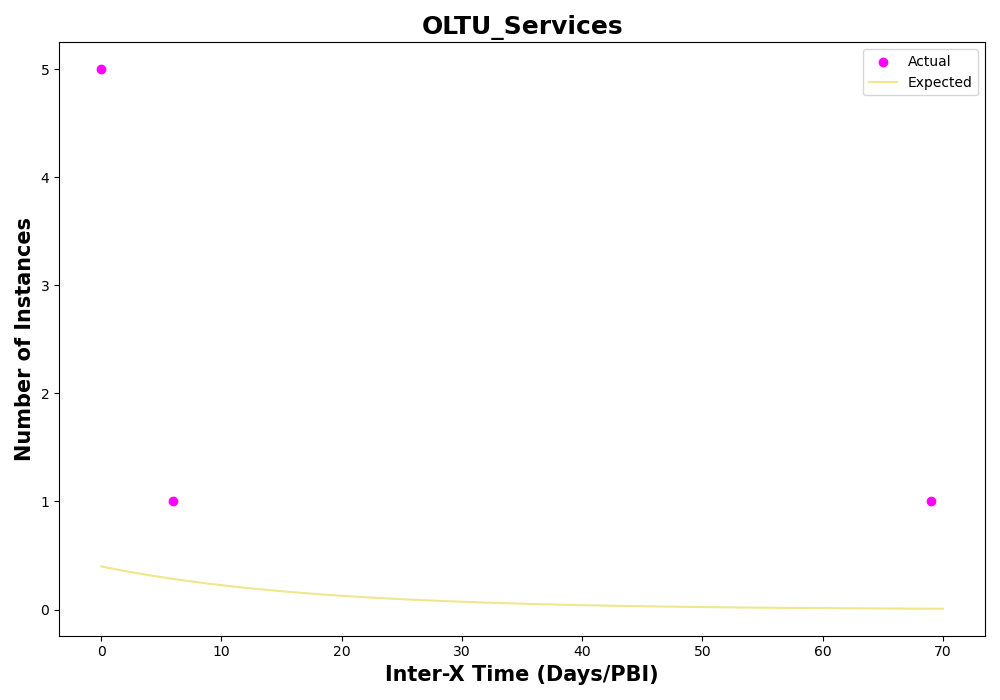 OLTU_Services
Actual
Expected
5
4
3
2
1
0
Number of Instances
0 10 20 30 40 50 60 70
Inter-X Time (Days/PBI)